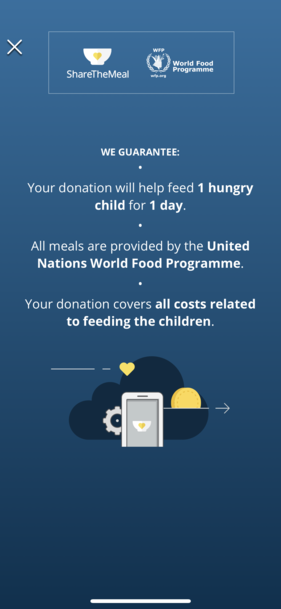 WFP
ShareTheMeal
wfp.org
World Food
Programme
WE GUARANTEE:
Your donation will help feed 1 hungry
child for 1 day.
All meals are provided by the United
Nations World Food Programme.
Your donation covers all costs related
to feeding the children.